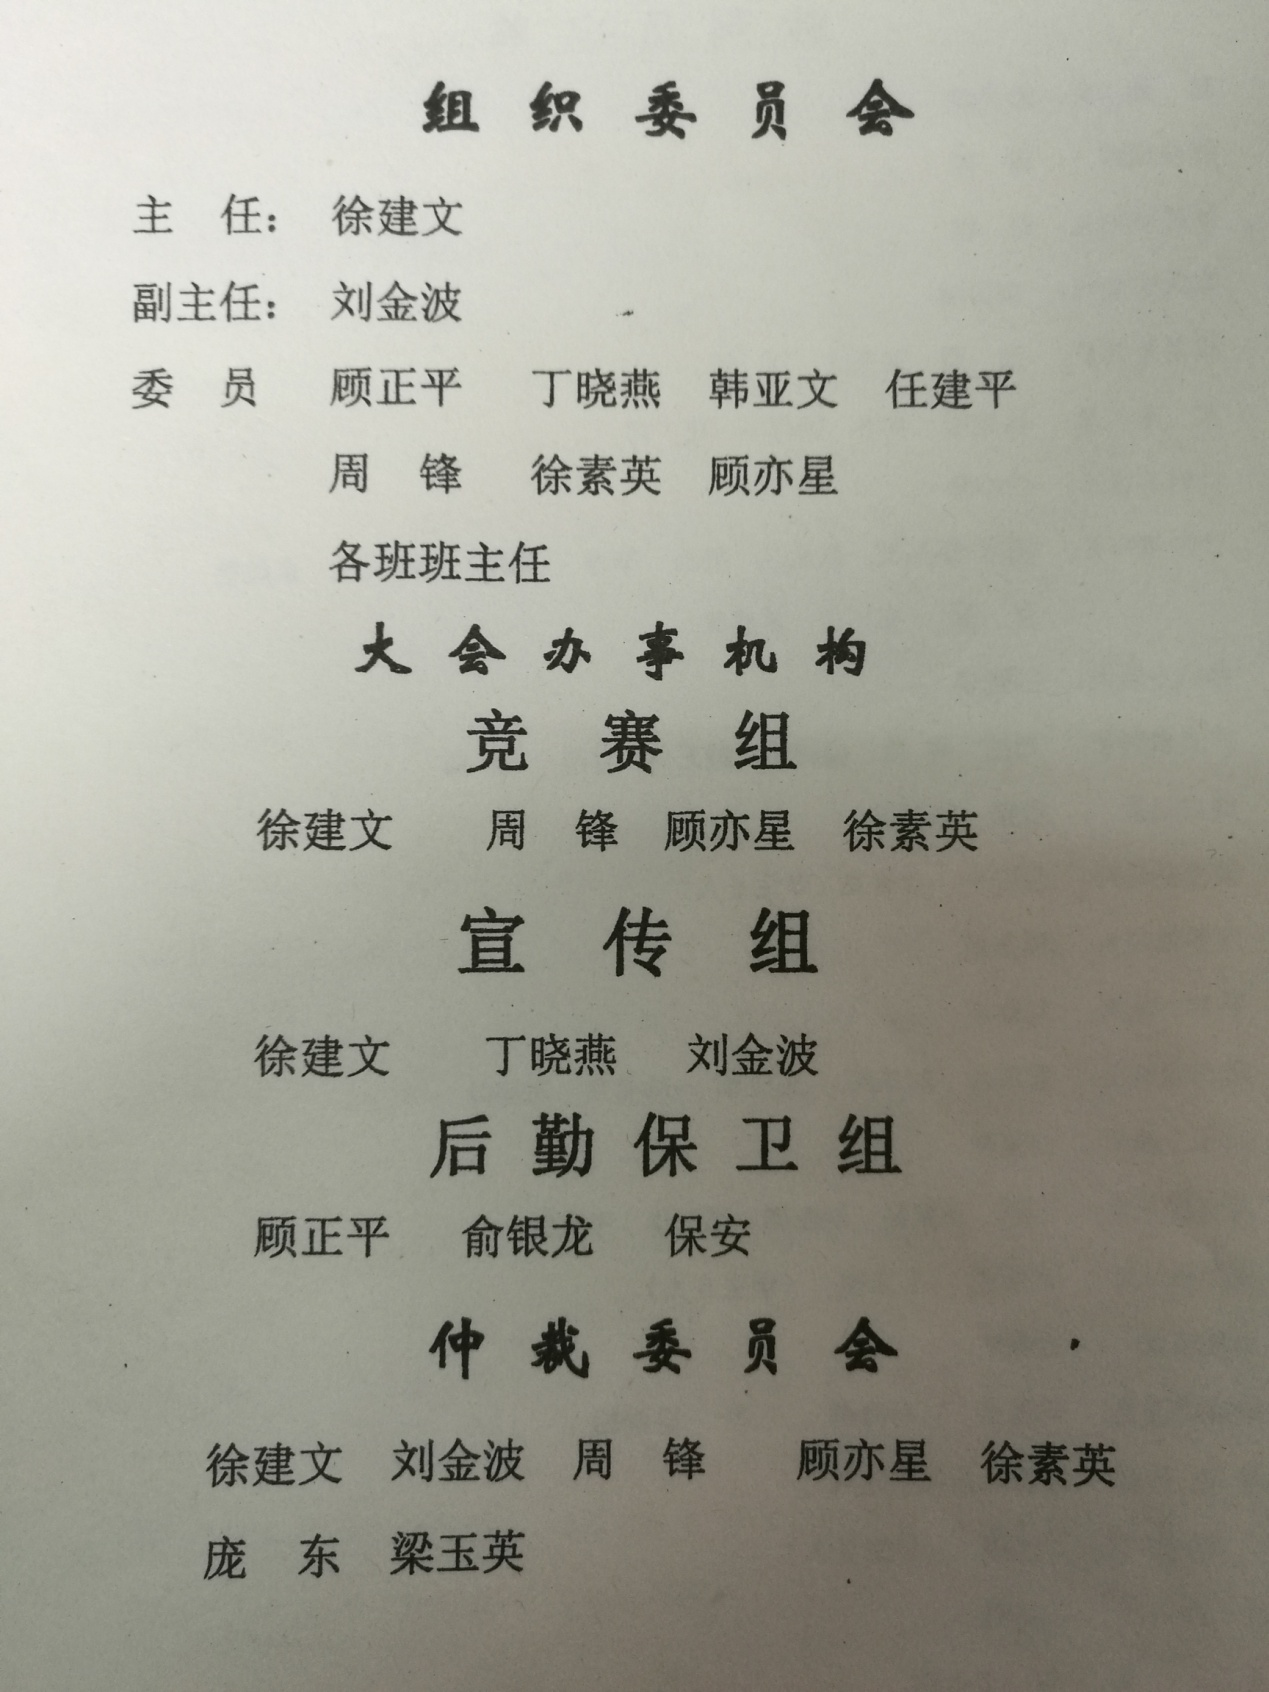 组织委员会
主 任： 徐建文
副主任： 刘金波
委 员 顾正平 丁晓燕 韩亚文 任建平
周 锋 徐素英 顾亦星
各班班主任
大会办事机构
竞赛组
徐建文 周 锋 顾亦星 徐素英
宣传组
徐建文 丁晓燕 刘金波
后勤保卫组
顾正平 俞银龙 保安
仲裁委员会
徐建文 刘金波 周 锋 顾亦星 徐素英
庞 东 梁玉英